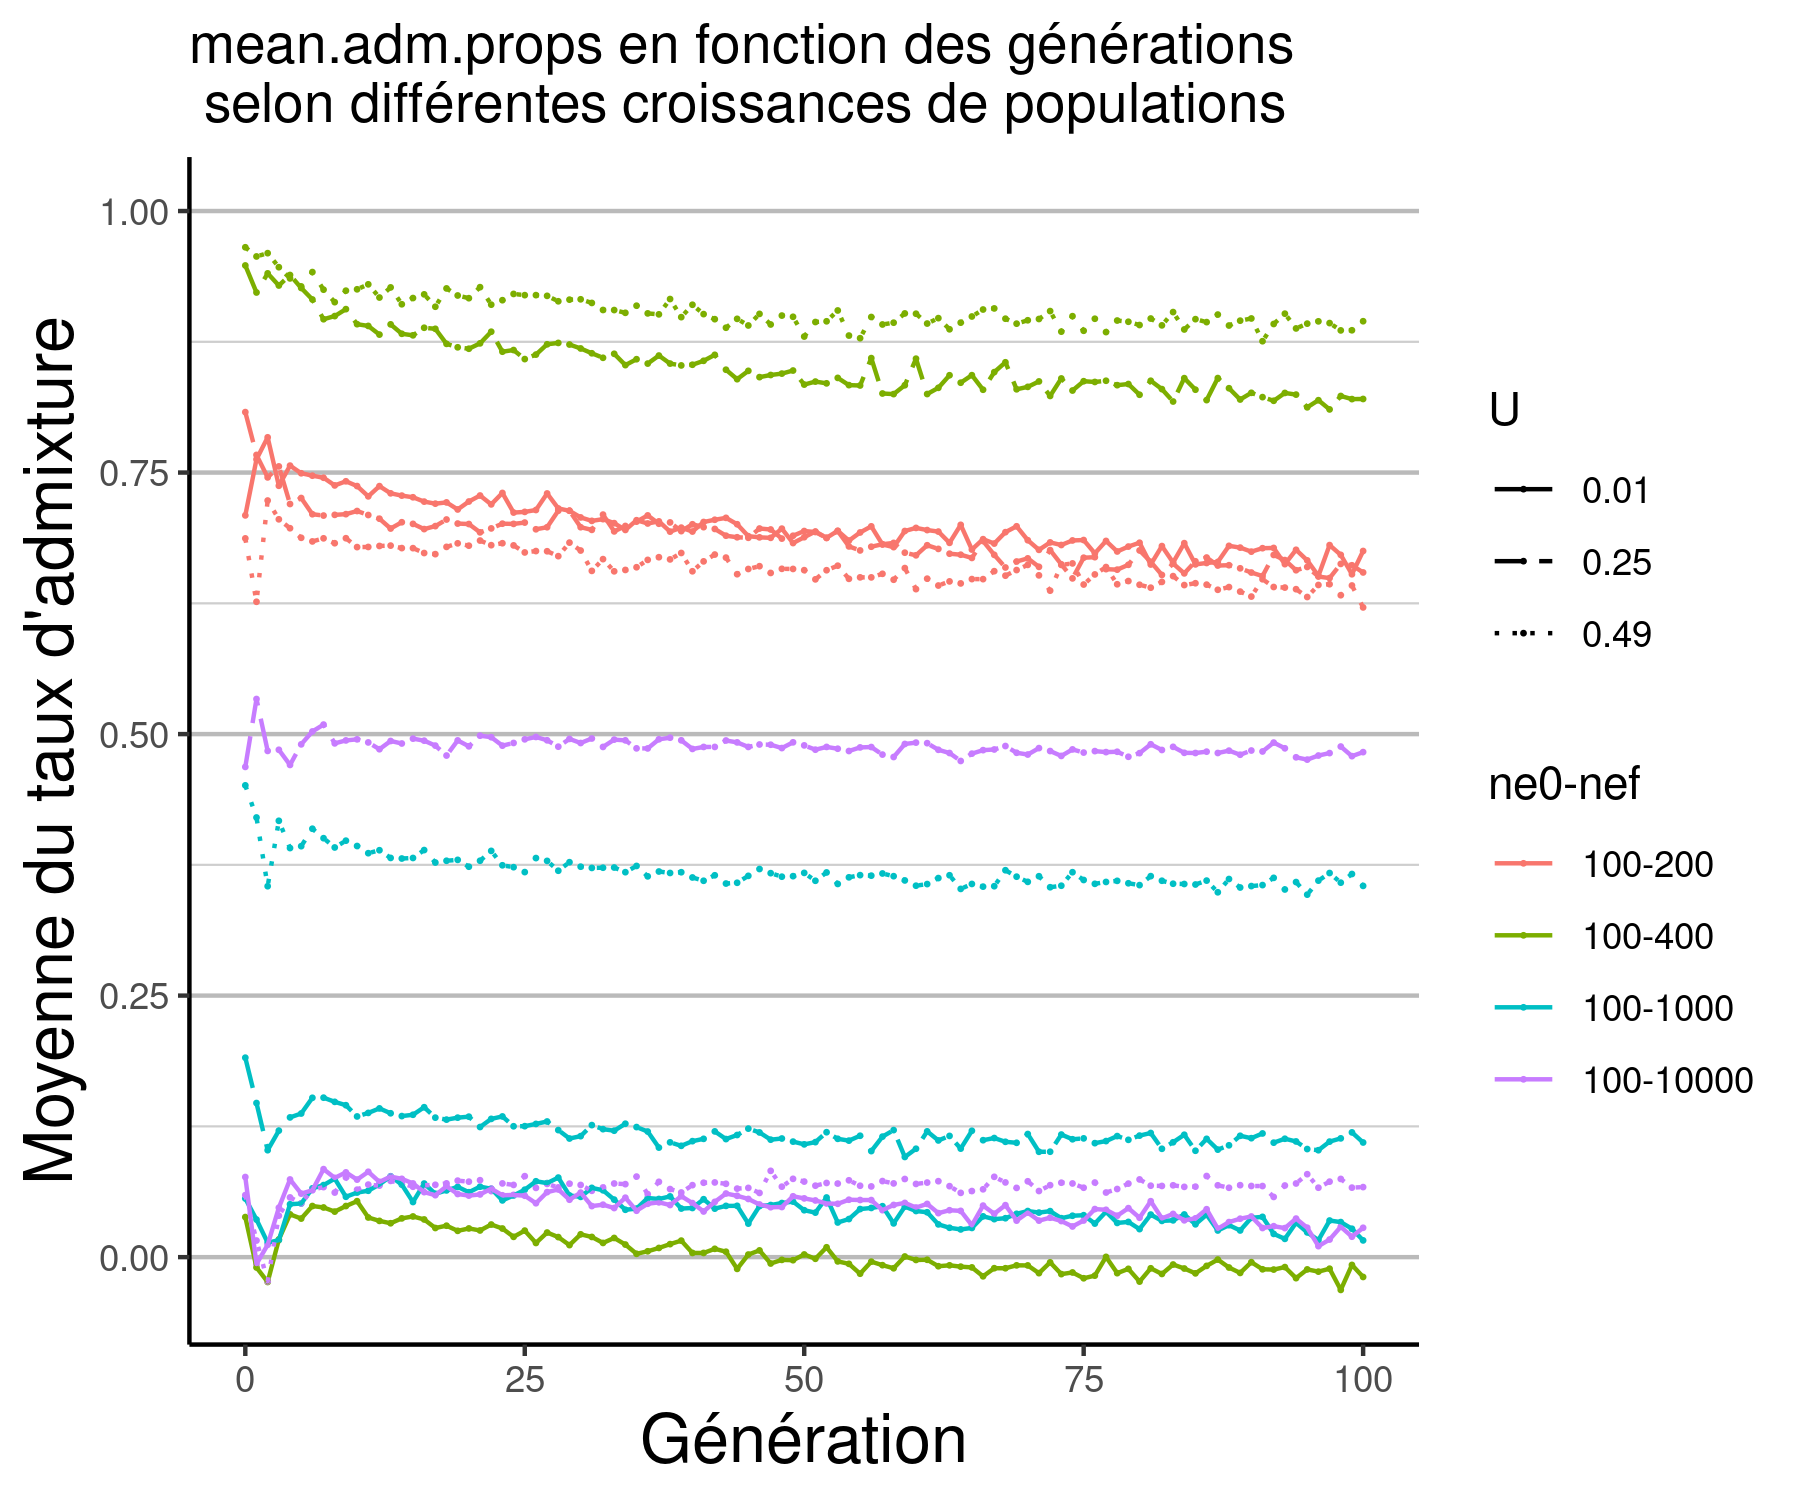 mean.adm.props en fonction des générations
selon différentes croissances de populations
Moyenne du taux d'admixture
1.00
0.75
0.50
0.25
0.00
0
25
50
75
100
Génération
U
0.01
0.25
0.49
ne0-nef
100-200
100-400
100-1000
100-10000